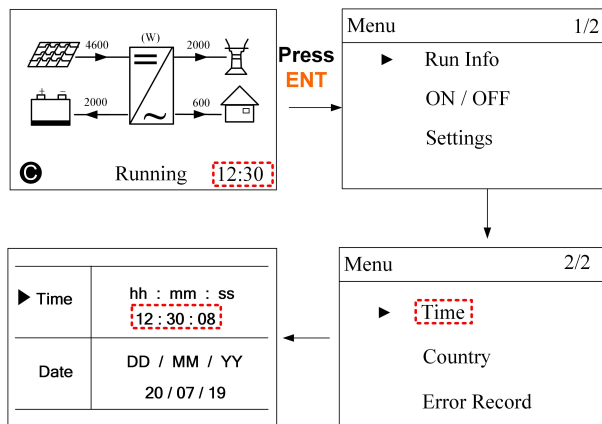 4600
(W)
2000
+ −
2000
600
C
Running 12:30
Press
ENT
Menu 1/2
▶ Run Info
ON / OFF
Settings
Menu 2/2
▶ Time
Country
Error Record
▶ Time
hh : mm : ss
12 : 30 : 08
Date
DD / MM / YY
20 / 07 / 19